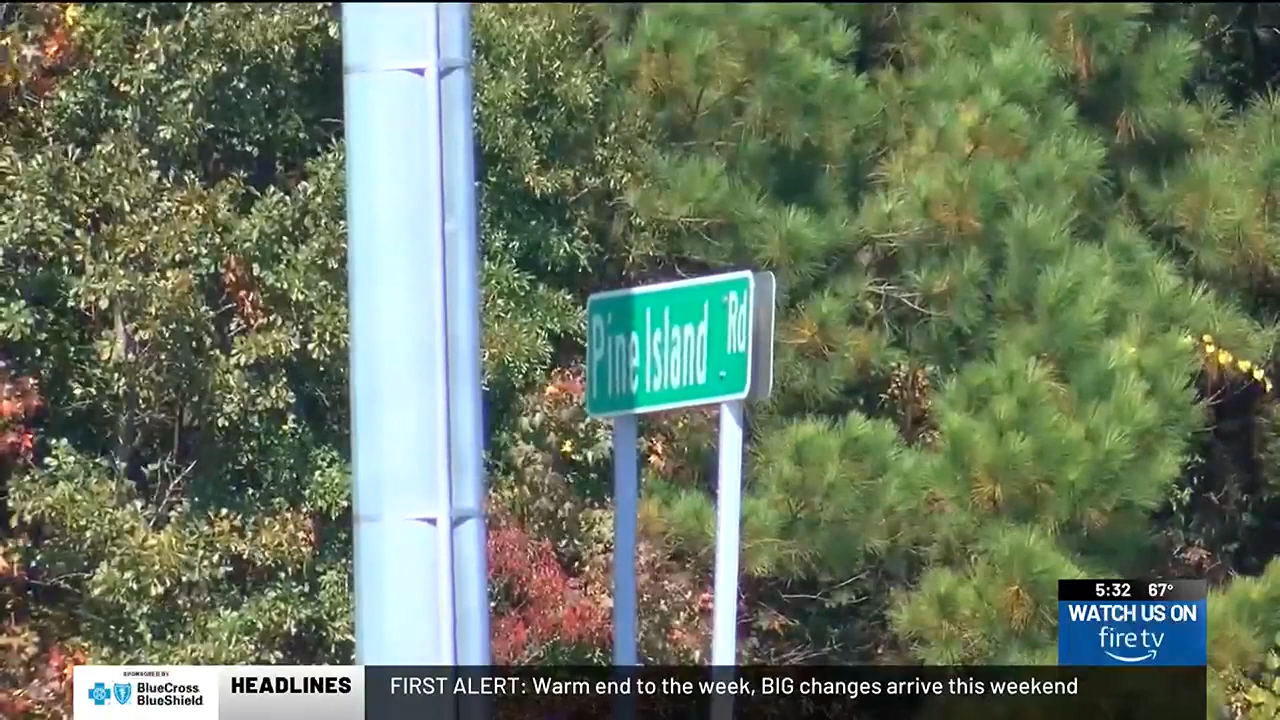 Pine Island Rd
5:32 67°
WATCH US ON
fire tv
SPONSORED BY
BlueCross
BlueShield
HEADLINES
FIRST ALERT: Warm end to the week, BIG changes arrive this weekend